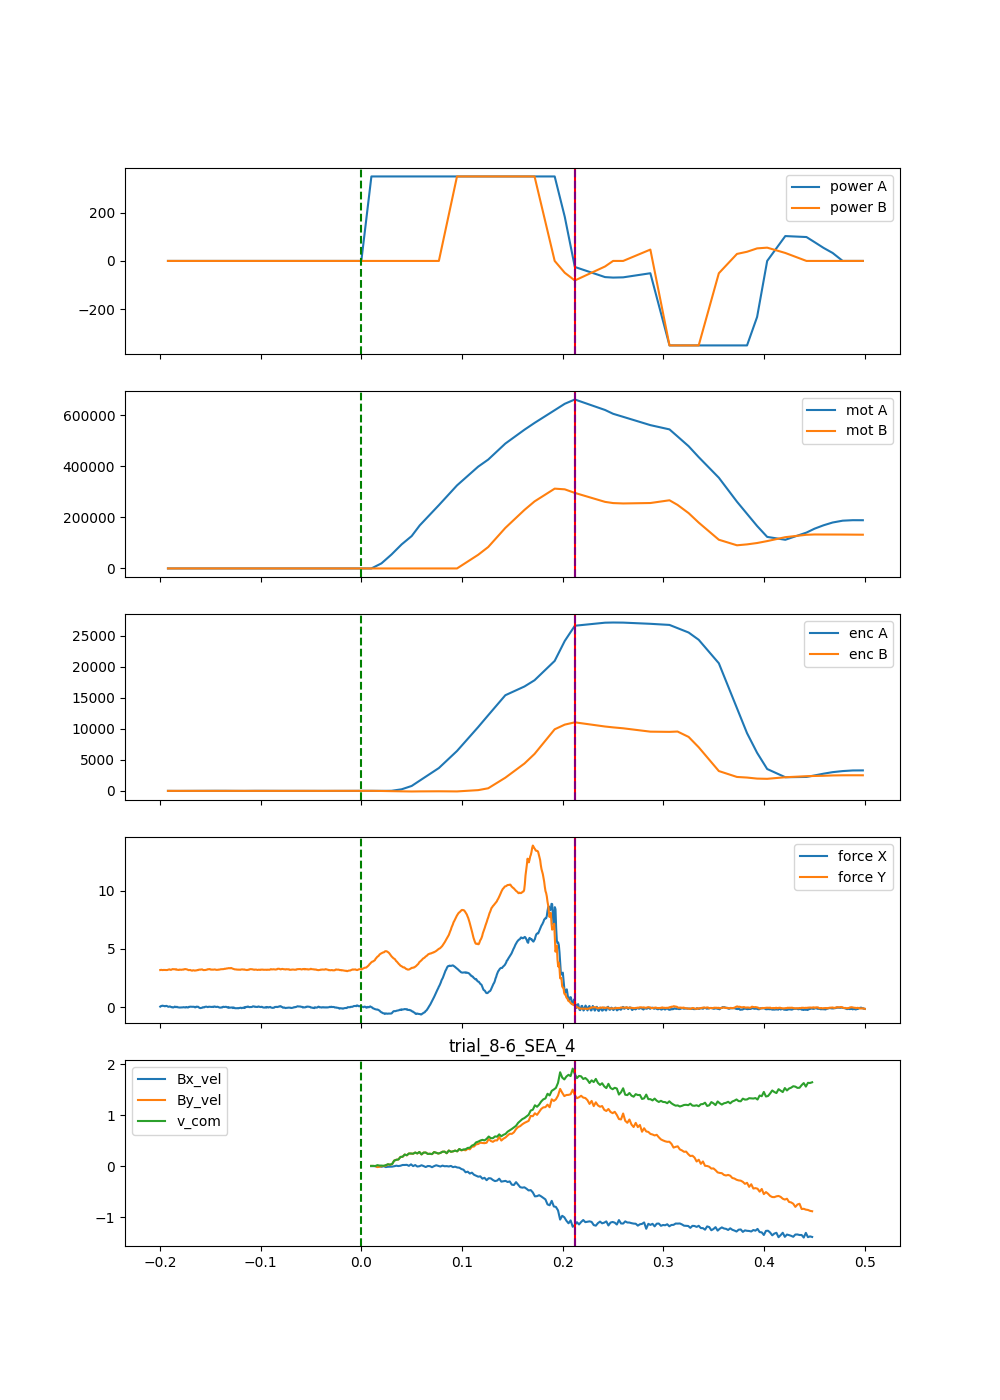 power A
power B
200
0
−200
mot A
mot B
600000
400000
200000
0
enc A
enc B
25000
20000
15000
10000
5000
0
force X
force Y
10
5
0
trial_8-6_SEA_4
Bx_vel
By_vel
v_com
2
1
0
−1
−0.2 −0.1 0.0 0.1 0.2 0.3 0.4 0.5